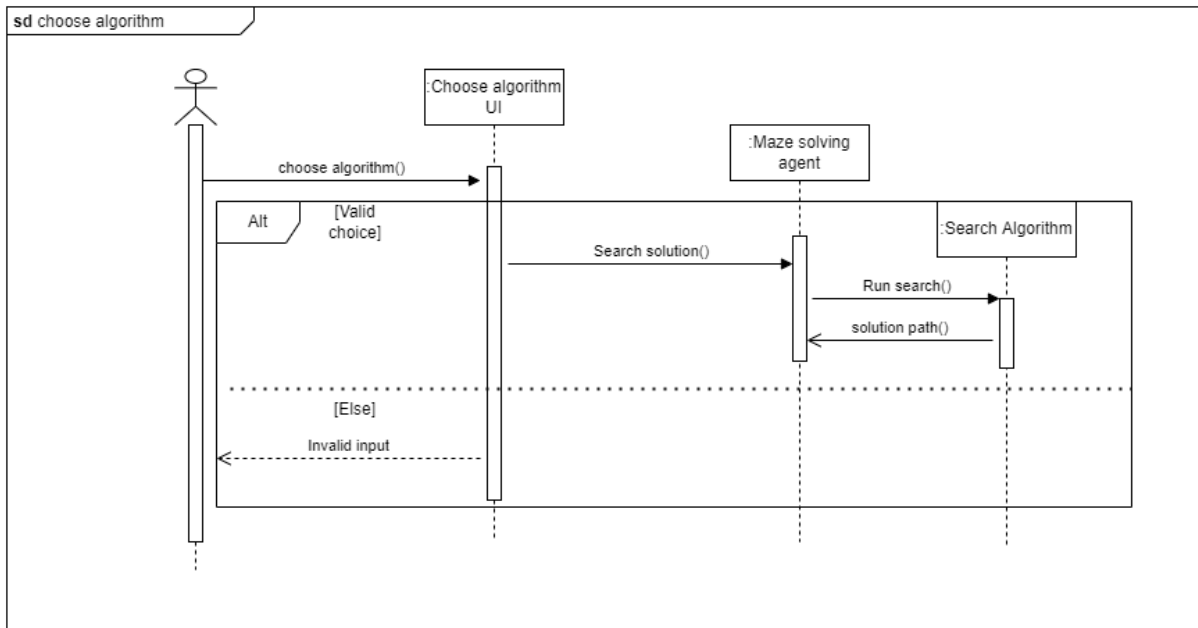 sd choose algorithm
:Choose algorithm
UI
:Maze solving
agent
choose algorithm()
Alt
[Valid
choice]
:Search Algorithm
Search solution()
Run search()
solution path()
[Else]
Invalid input